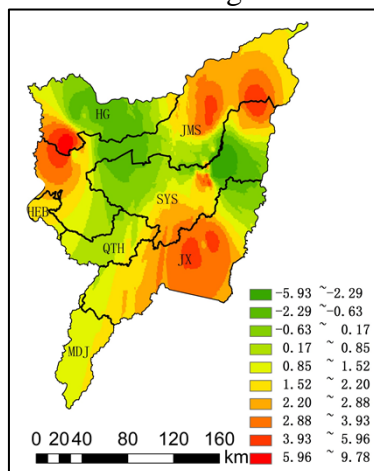 HG
JMS
HEB
SYS
QTH
JX
MDJ
-5.93 ~ -2.29
-2.29 ~ -0.63
-0.63 ~ 0.17
0.17 ~ 0.85
0.85 ~ 1.52
1.52 ~ 2.20
2.20 ~ 2.88
2.88 ~ 3.93
3.93 ~ 5.96
5.96 ~ 9.78
0 20 40 80 120 160
km